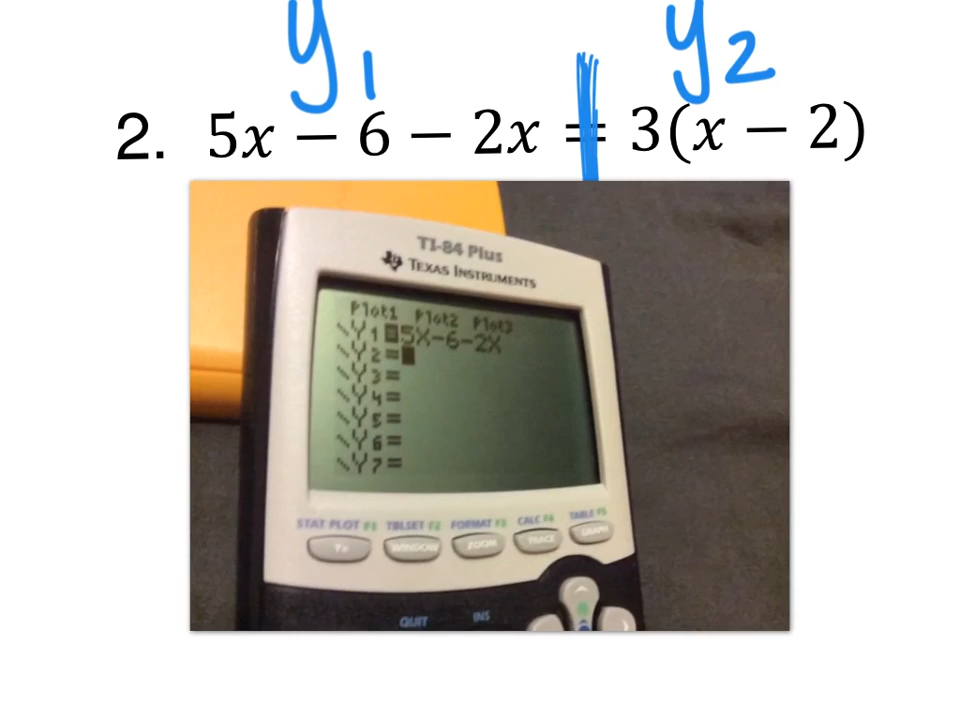 y1 y2
2. 5x − 6 − 2x = 3(x − 2)
TI-84 Plus
TEXAS INSTRUMENTS
Plot1 Plot2 Plot3
\Y1=5X-6-2X
\Y2=
\Y3=
\Y4=
\Y5=
\Y6=
\Y7=
STAT PLOT F1 TBLSET F2 FORMAT F3 CALC F4 TABLE F5
Y= WINDOW ZOOM TRACE GRAPH
QUIT INS